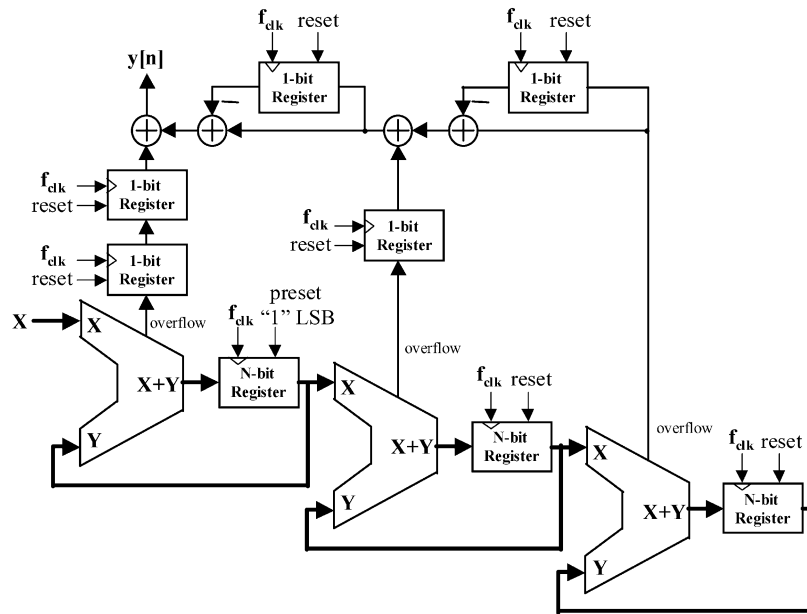 f_clk reset
f_clk reset
y[n]
1-bit
Register
1-bit
Register
f_clk
reset
1-bit
Register
f_clk
reset
1-bit
Register
f_clk
reset
1-bit
Register
preset
f_clk "1" LSB
X
X
overflow
X+Y
N-bit
Register
Y
overflow
f_clk reset
X
X+Y
N-bit
Register
Y
overflow
f_clk reset
X
X+Y
N-bit
Register
Y